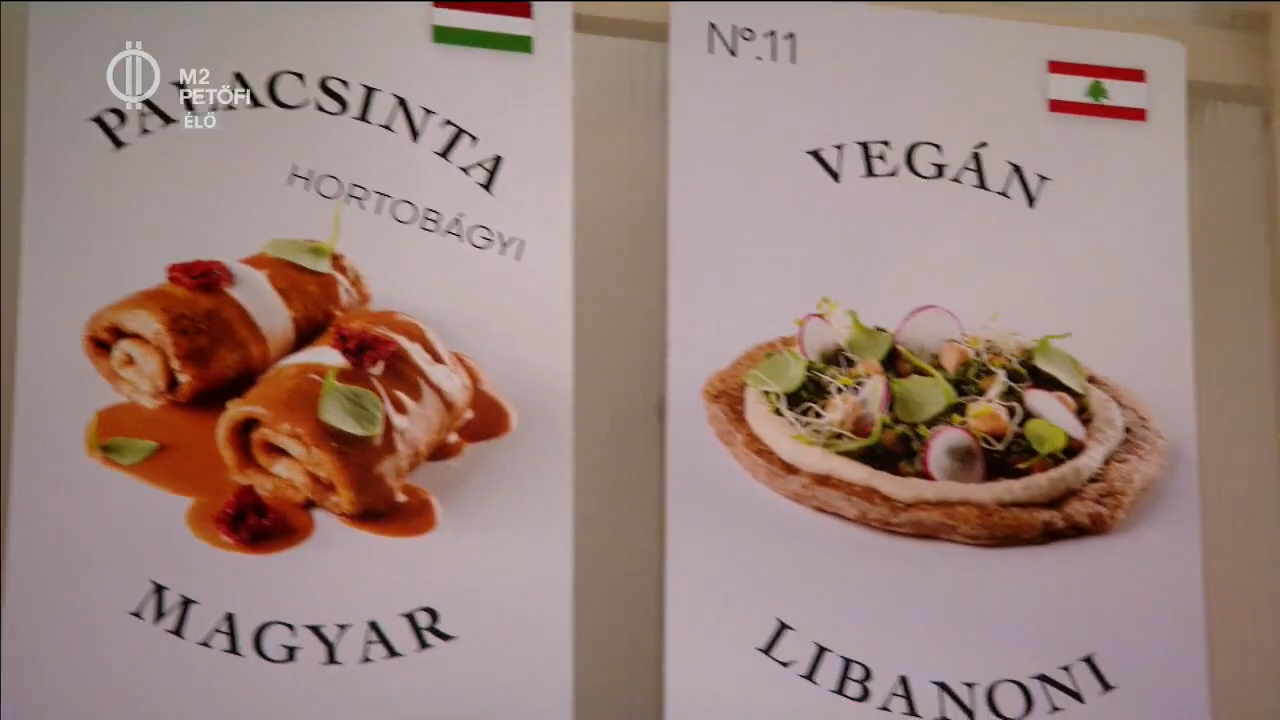 M2
PETŐFI
ÉLŐ
PALACSINTA
HORTOBÁGYI
MAGYAR
Nº.11
VEGÁN
LIBANONI